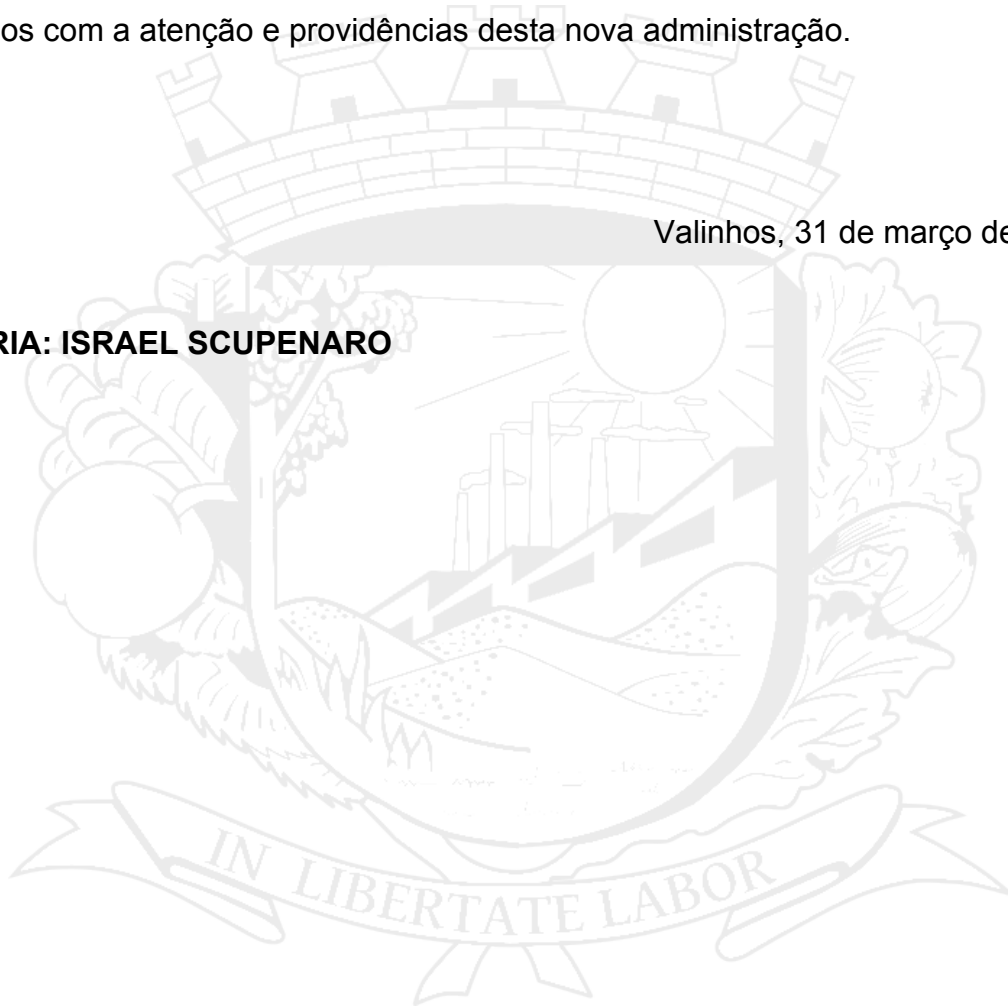 os com a atenção e providências desta nova administração.
Valinhos, 31 de março de
RIA: ISRAEL SCUPENARO
IN LIBERTATE LABOR